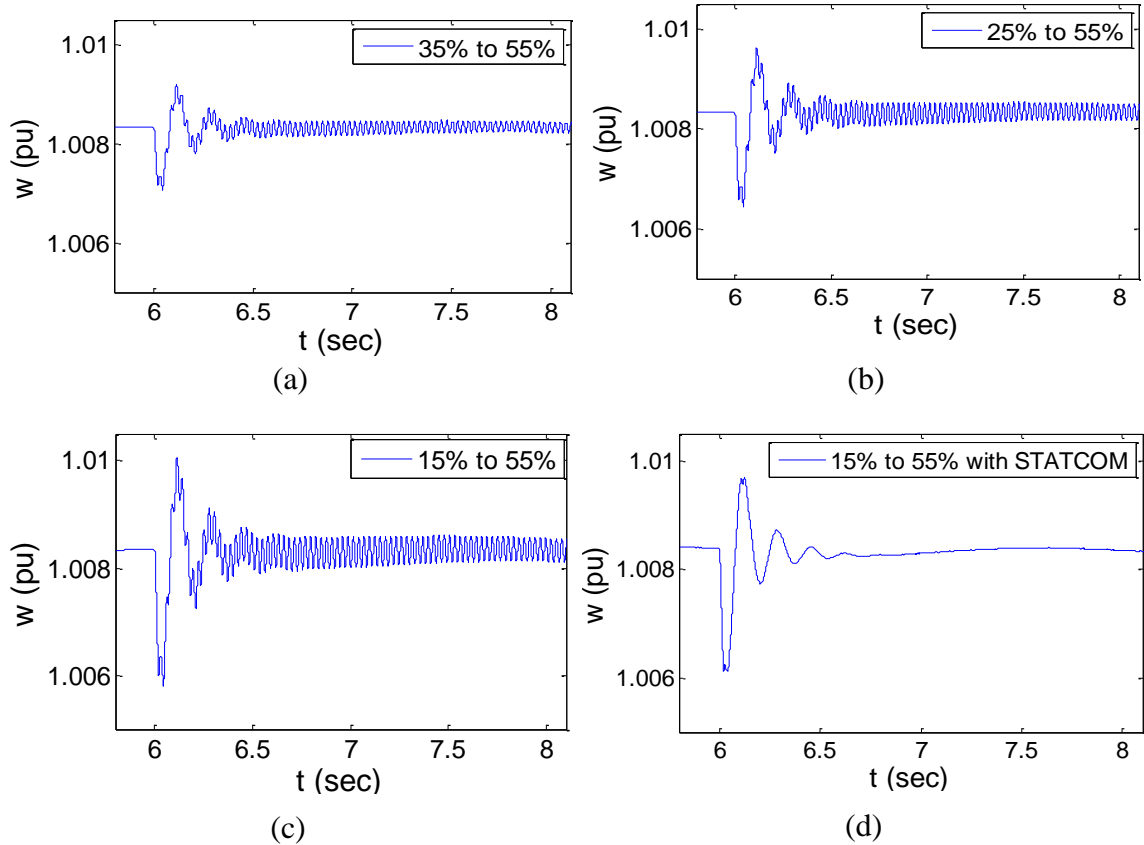 35% to 55%
1.01
1.008
1.006
w (pu)
6 6.5 7 7.5 8
t (sec)
(a)
25% to 55%
1.01
1.008
1.006
w (pu)
6 6.5 7 7.5 8
t (sec)
(b)
15% to 55%
1.01
1.008
1.006
w (pu)
6 6.5 7 7.5 8
t (sec)
(c)
15% to 55% with STATCOM
1.01
1.008
1.006
w (pu)
6 6.5 7 7.5 8
t (sec)
(d)